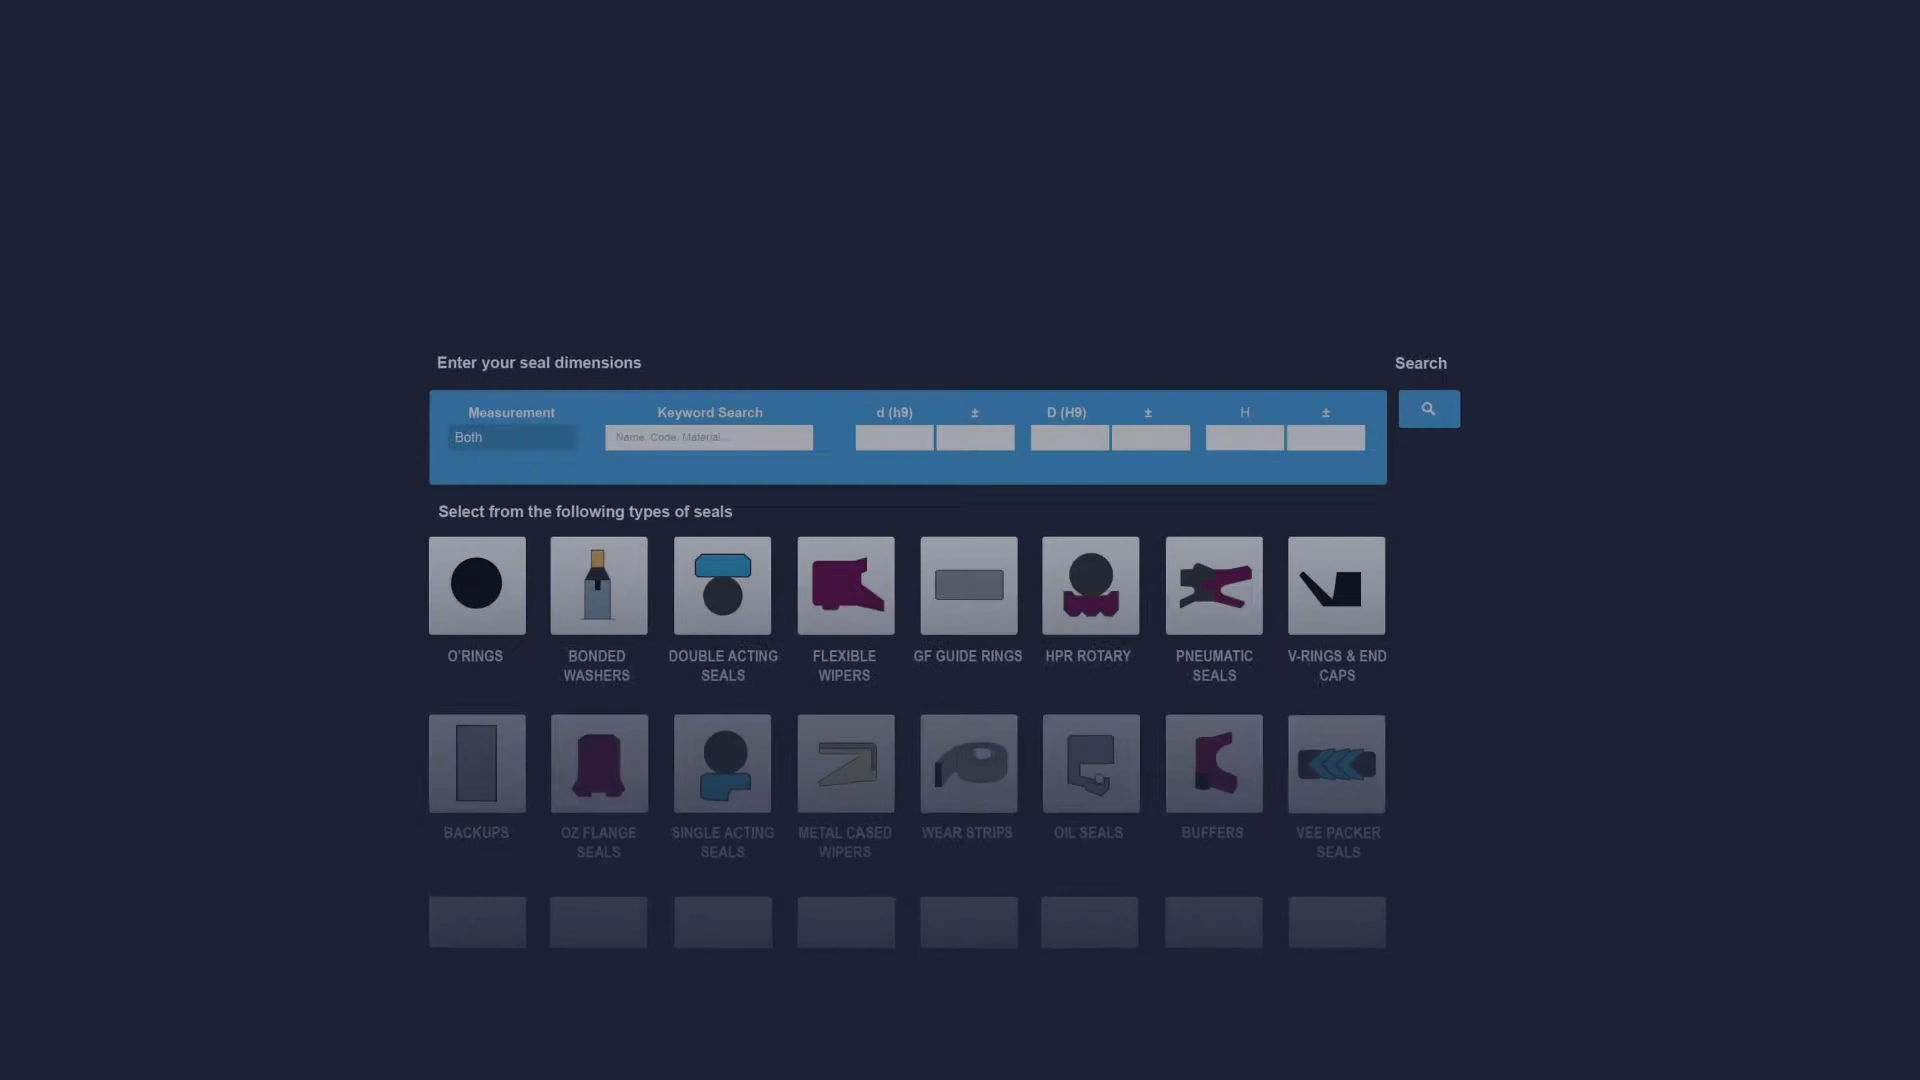 Enter your seal dimensions
Search
Measurement
Keyword Search
d (h9)
±
D (H9)
±
H
±
Both
Name, Code, Material...
Select from the following types of seals
O'RINGS
BONDED
WASHERS
DOUBLE ACTING
SEALS
FLEXIBLE
WIPERS
GF GUIDE RINGS
HPR ROTARY
PNEUMATIC
SEALS
V-RINGS & END
CAPS
BACKUPS
OZ FLANGE
SEALS
SINGLE ACTING
SEALS
METAL CASED
WIPERS
WEAR STRIPS
OIL SEALS
BUFFERS
VEE PACKER
SEALS